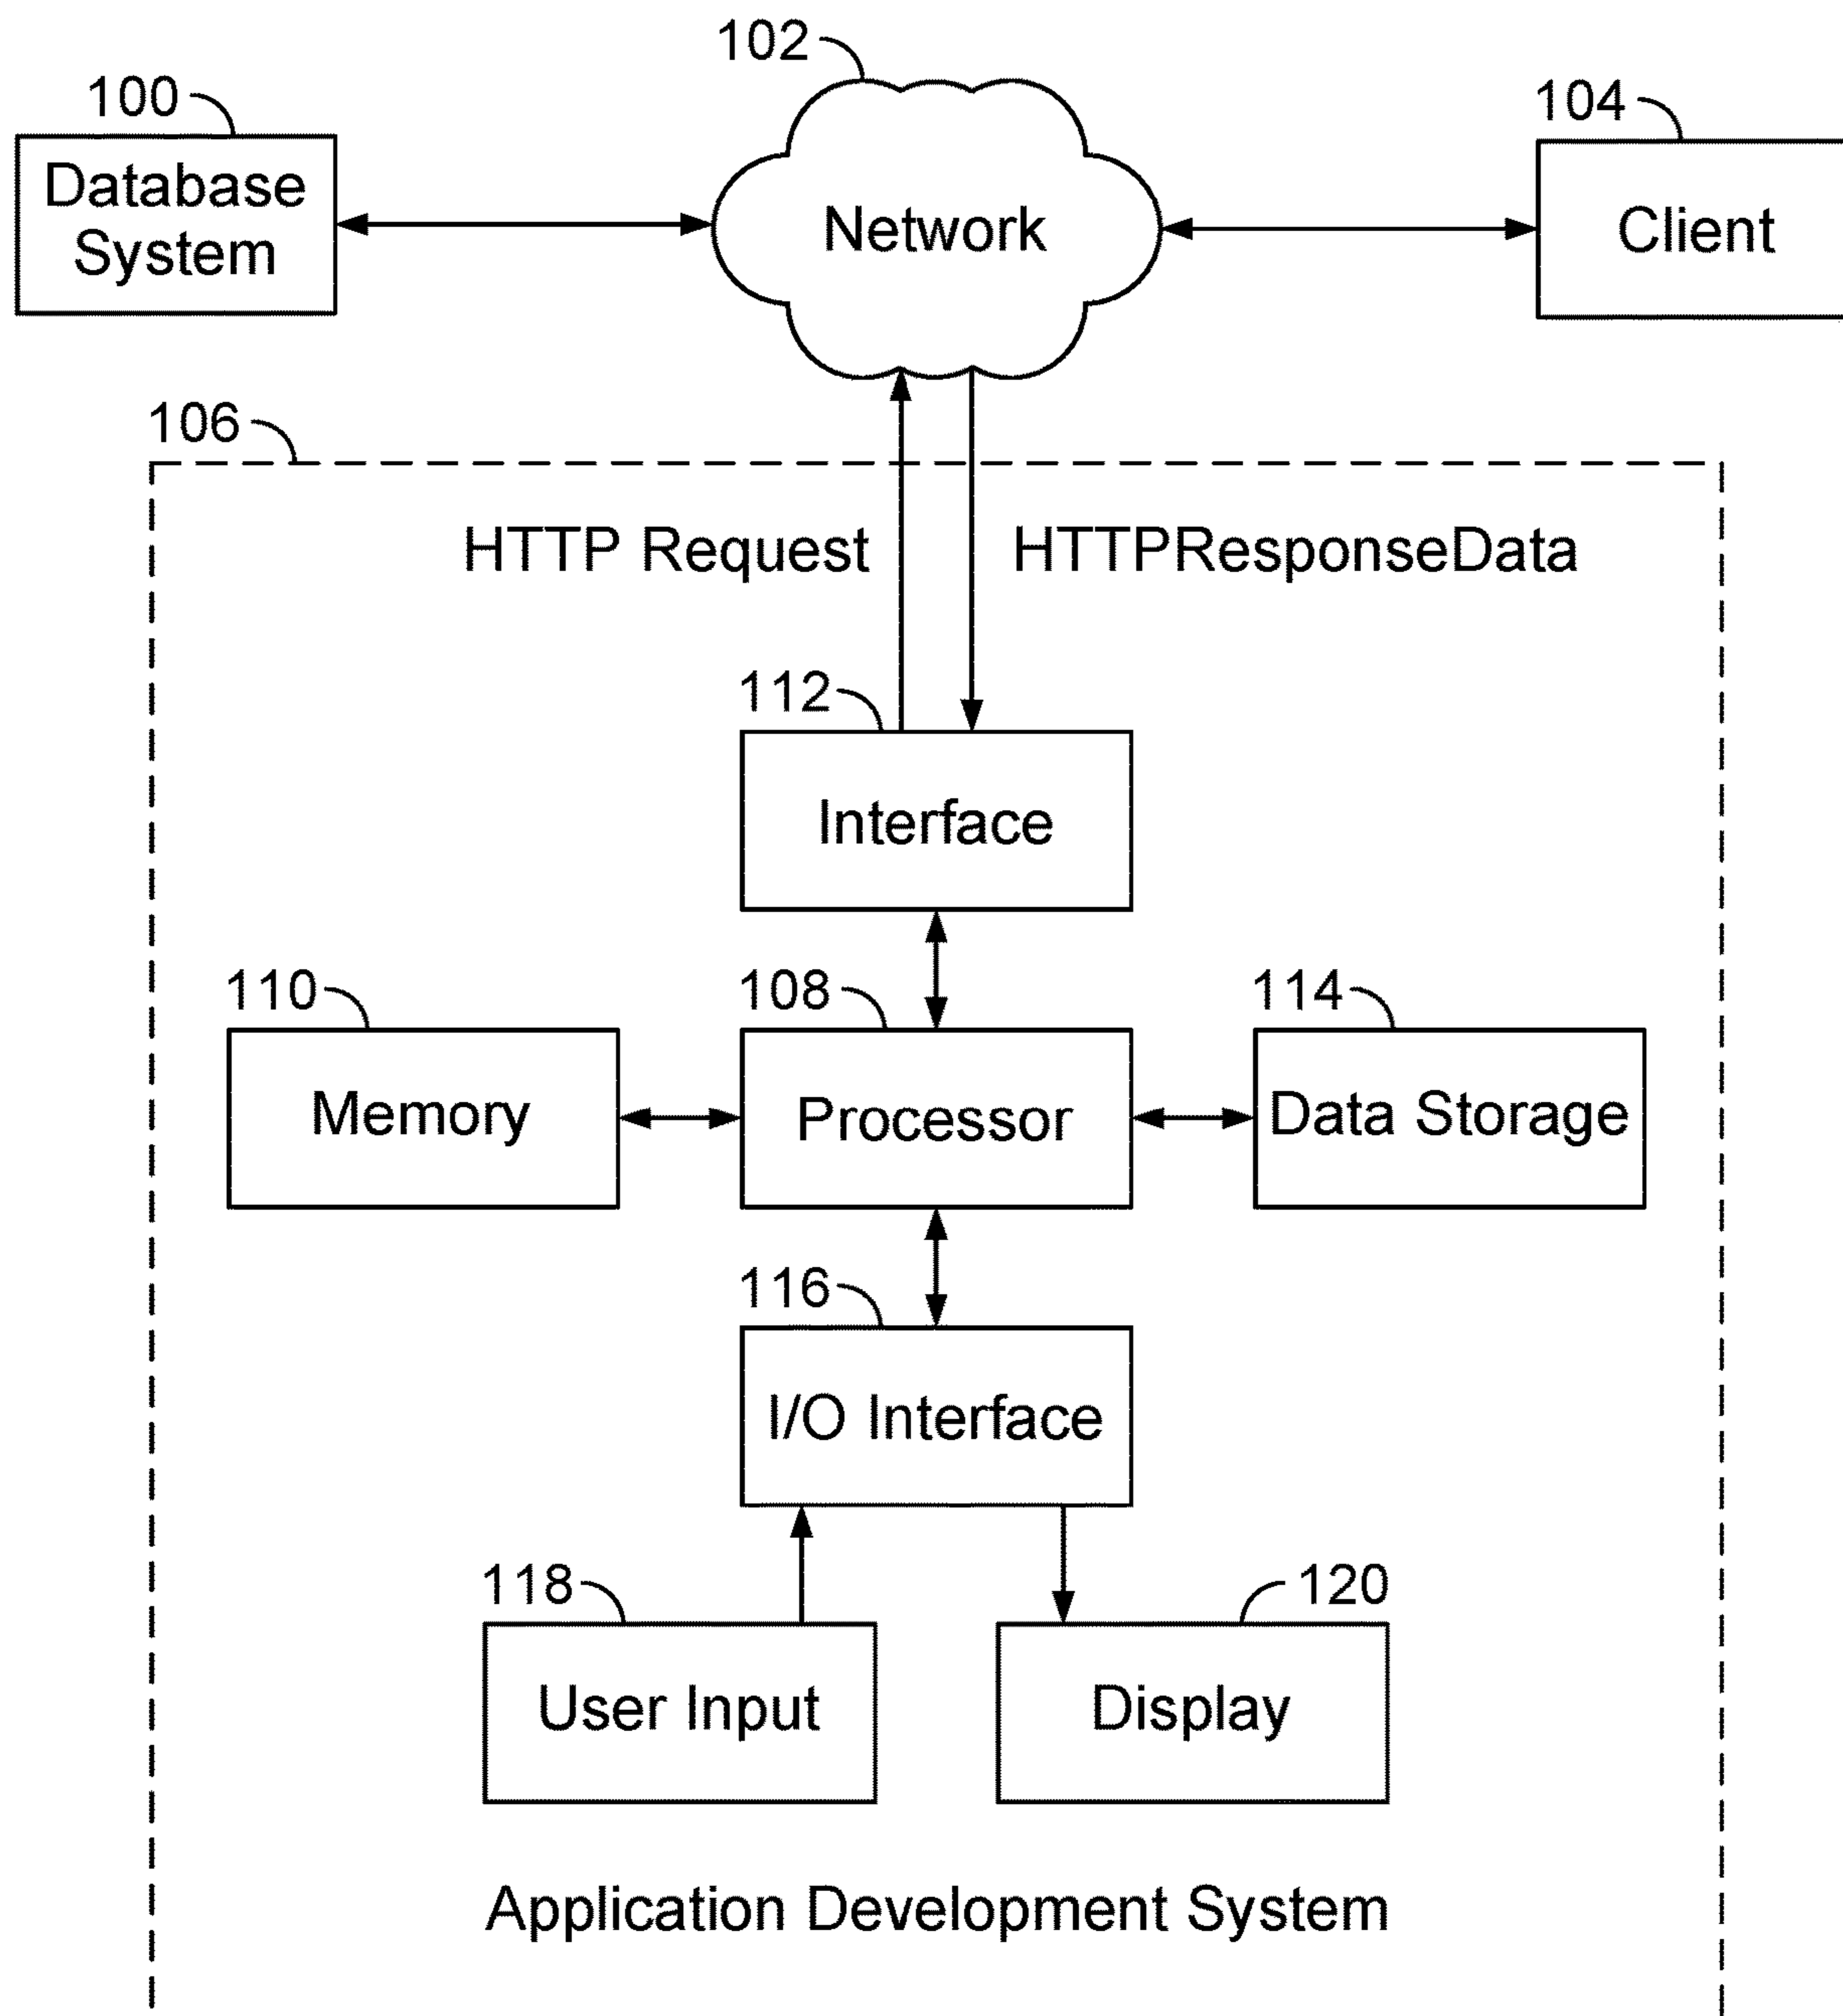 102
100
104
Database
System
Network
Client
106
HTTP Request
HTTPResponseData
112
Interface
110
108
114
Memory
Processor
Data Storage
116
I/O Interface
118
120
User Input
Display
Application Development System